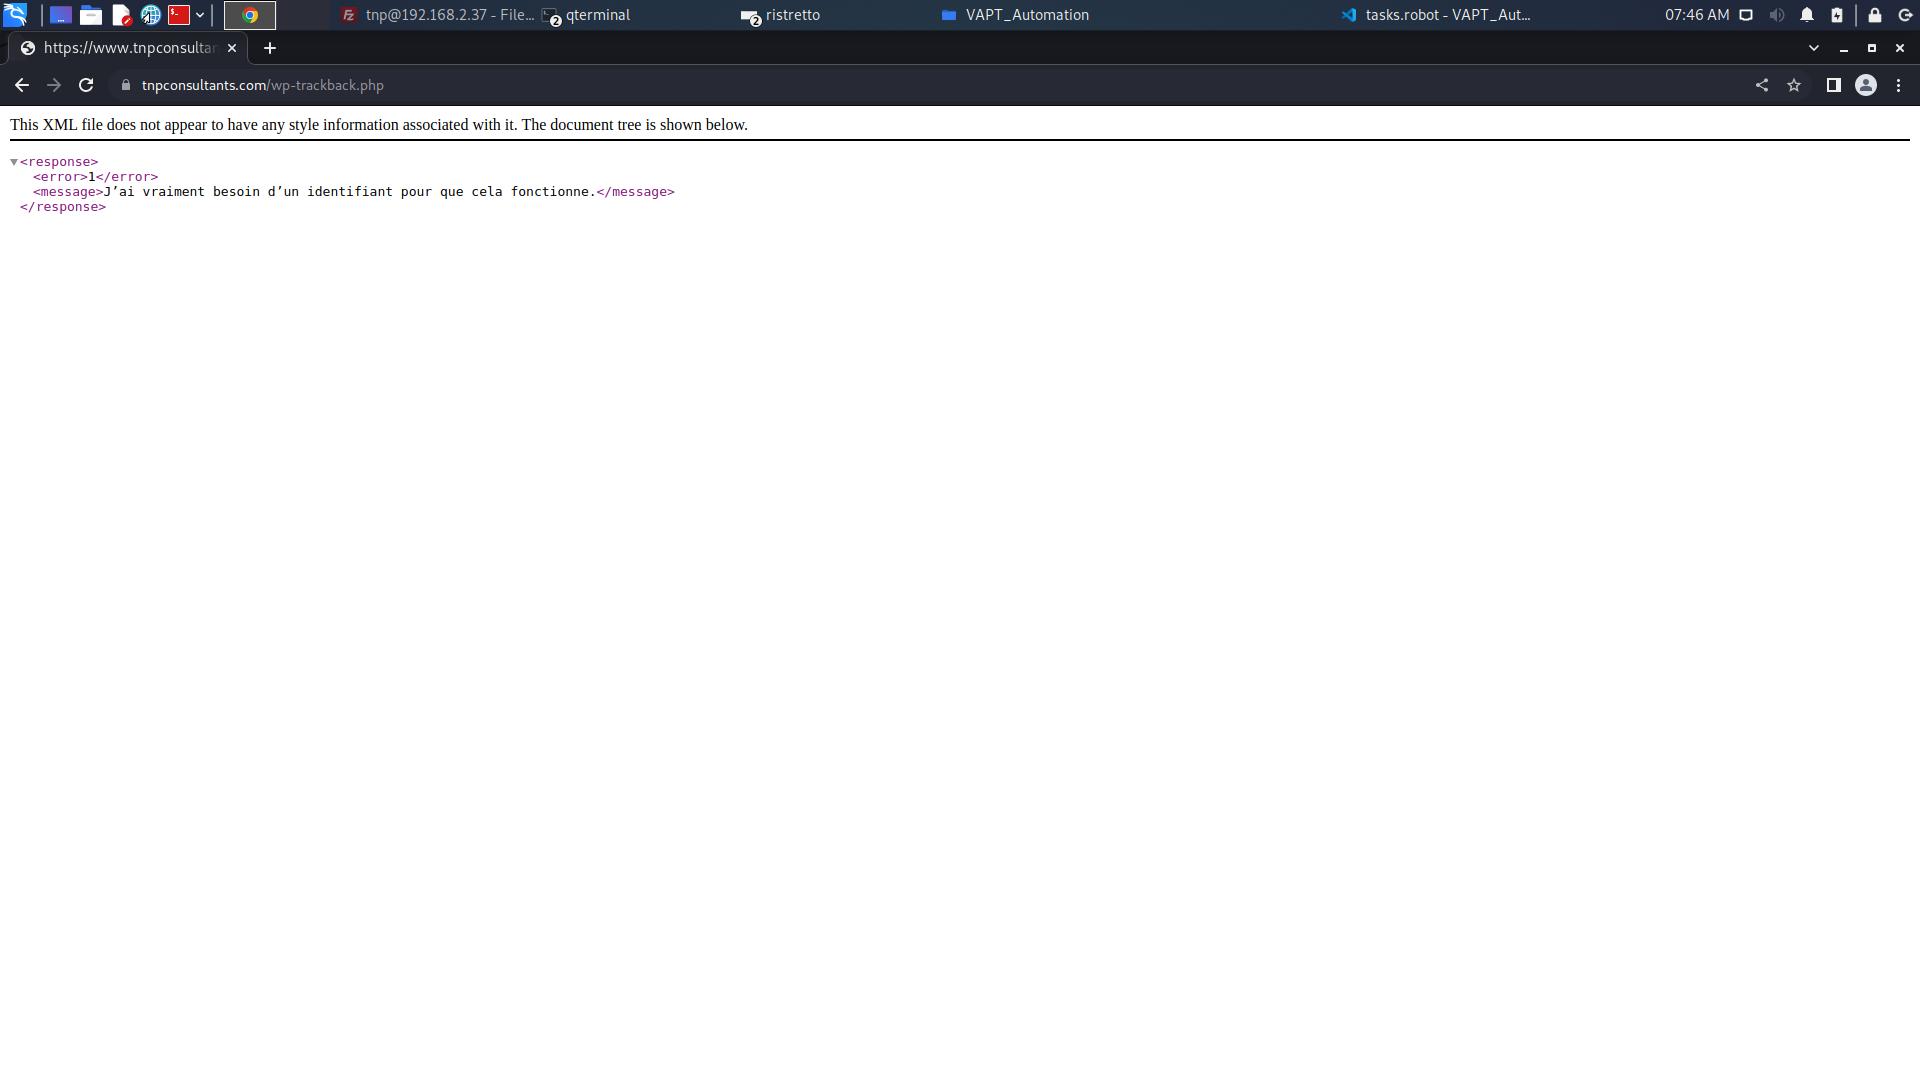 tnp@192.168.2.37 - File...
2 qterminal
2 ristretto
VAPT_Automation
tasks.robot - VAPT_Aut...
07:46 AM
https://www.tnpconsultan
tnpconsultants.com/wp-trackback.php
This XML file does not appear to have any style information associated with it. The document tree is shown below.
<response>
<error>1</error>
<message>J’ai vraiment besoin d’un identifiant pour que cela fonctionne.</message>
</response>